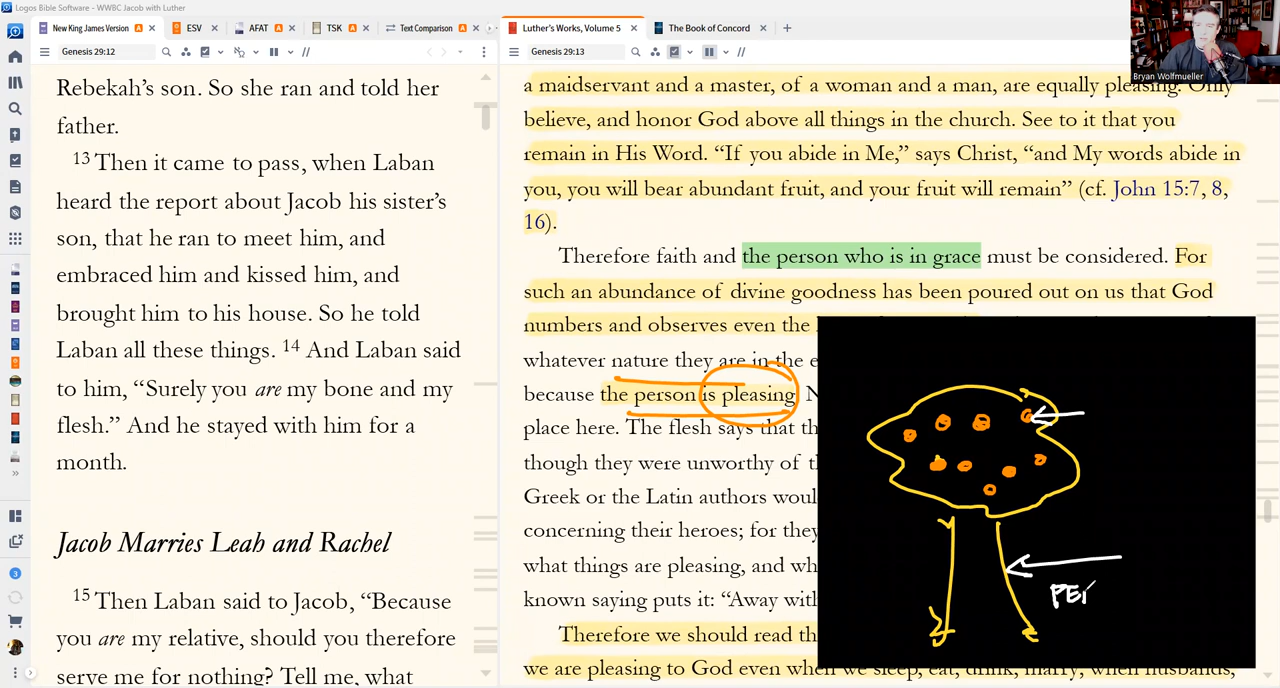 Logos Bible Software - WWBC Jacob with Luther
New King James Version A ×
ESV ×
AFAT A ×
TSK A ×
Text Comparison A ×
Luther's Works, Volume 5 ×
The Book of Concord × +
Genesis 29:12
Genesis 29:13
Bryan Wolfmueller
Rebekah's son. So she ran and told her
father.
13 Then it came to pass, when Laban
heard the report about Jacob his sister's
son, that he ran to meet him, and
embraced him and kissed him, and
brought him to his house. So he told
Laban all these things. 14 And Laban said
to him, “Surely you are my bone and my
flesh.” And he stayed with him for a
month.
Jacob Marries Leah and Rachel
15 Then Laban said to Jacob, “Because
you are my relative, should you therefore
serve me for nothing? Tell me, what
a maidservant and a master, of a woman and a man, are equally pleasing. Only
believe, and honor God above all things in the church. See to it that you
remain in His Word. “If you abide in Me,” says Christ, “and My words abide in
you, you will bear abundant fruit, and your fruit will remain” (cf. John 15:7, 8,
16).
Therefore faith and the person who is in grace must be considered. For
such an abundance of divine goodness has been poured out on us that God
numbers and observes even the
whatever nature they are in the
because the person is pleasing
place here. The flesh says that
though they were unworthy of
Greek or the Latin authors
concerning their heroes; for they
what things are pleasing, and
known saying puts it: “Away
Therefore we should read
we are pleasing to God even when we sleep, eat, drink, marry, when husbands,
PER
3